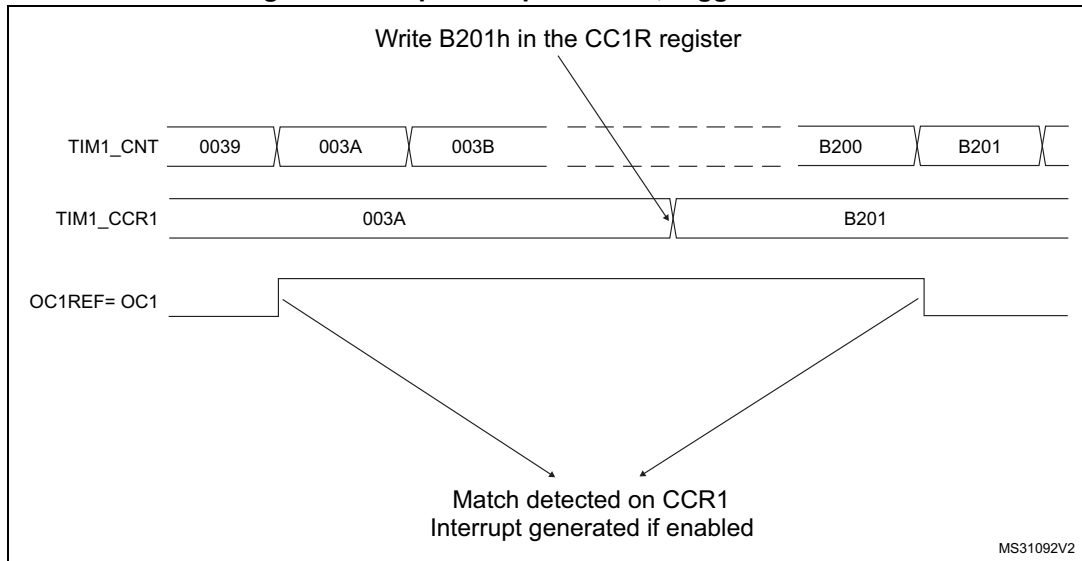 Write B201h in the CC1R register
TIM1_CNT 0039 003A 003B B200 B201
TIM1_CCR1 003A B201
OC1REF= OC1
Match detected on CCR1
Interrupt generated if enabled
MS31092V2